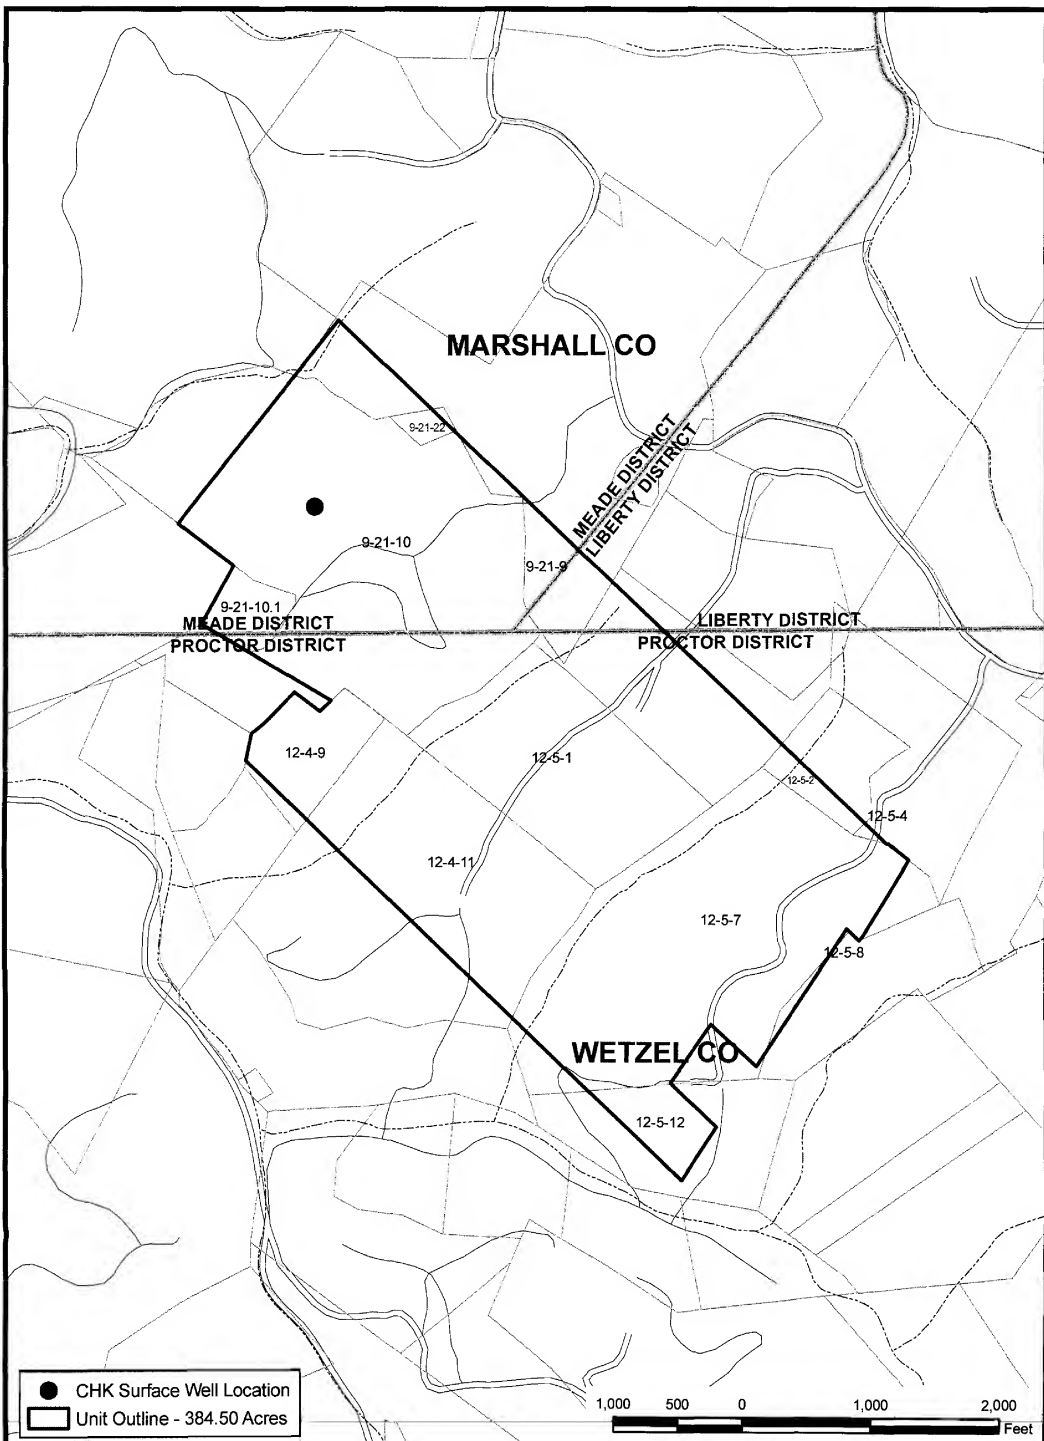 MARSHALL CO
9-21-22
MEADE DISTRICT
LIBERTY DISTRICT
9-21-10
9-21-9
9-21-10.1
MEADE DISTRICT
PROCTOR DISTRICT
LIBERTY DISTRICT
PROCTOR DISTRICT
12-4-9
12-5-1
12-5-2
12-5-4
12-4-11
12-5-7
12-5-8
WETZEL CO
12-5-12
CHK Surface Well Location
Unit Outline - 384.50 Acres
1,000 500 0 1,000 2,000
Feet